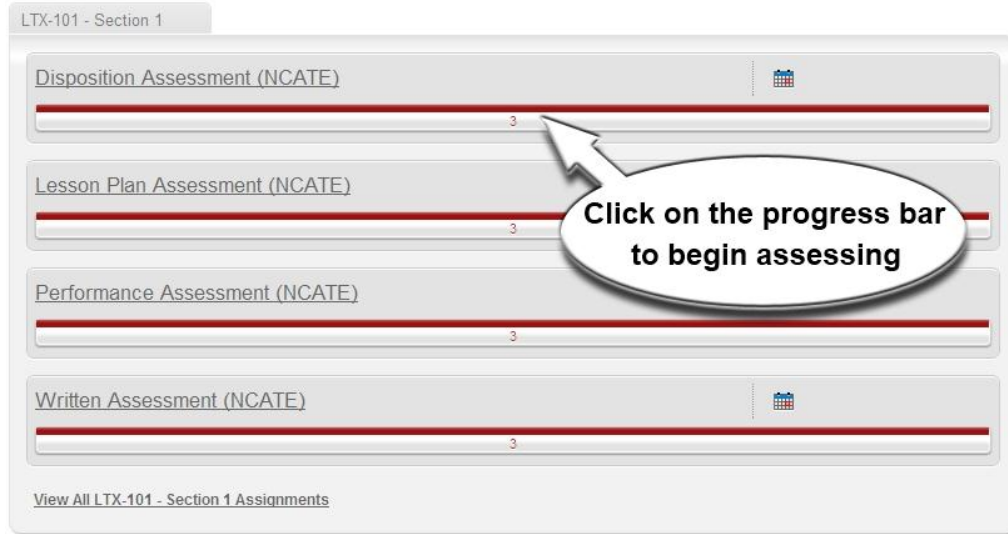 LTX-101 - Section 1
Disposition Assessment (NCATE)
3
Lesson Plan Assessment (NCATE)
3
Click on the progress bar
to begin assessing
Performance Assessment (NCATE)
3
Written Assessment (NCATE)
3
View All LTX-101 - Section 1 Assignments